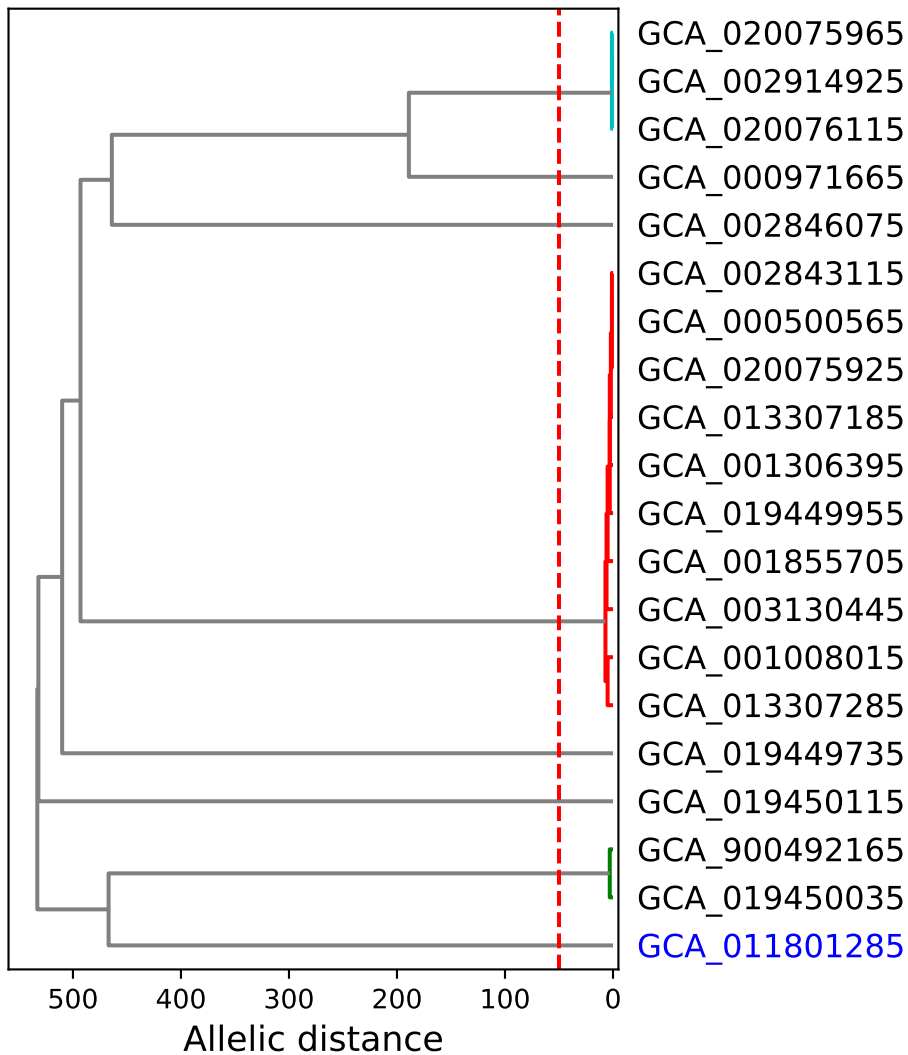 GCA_020075965
GCA_002914925
GCA_020076115
GCA_000971665
GCA_002846075
GCA_002843115
GCA_000500565
GCA_020075925
GCA_013307185
GCA_001306395
GCA_019449955
GCA_001855705
GCA_003130445
GCA_001008015
GCA_013307285
GCA_019449735
GCA_019450115
GCA_900492165
GCA_019450035
GCA_011801285
500 400 300 200 100 0
Allelic distance